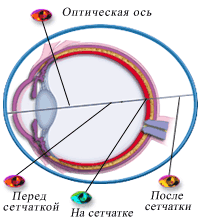 Оптическая ось
Перед
сетчаткой
На сетчатке
После
сетчатки